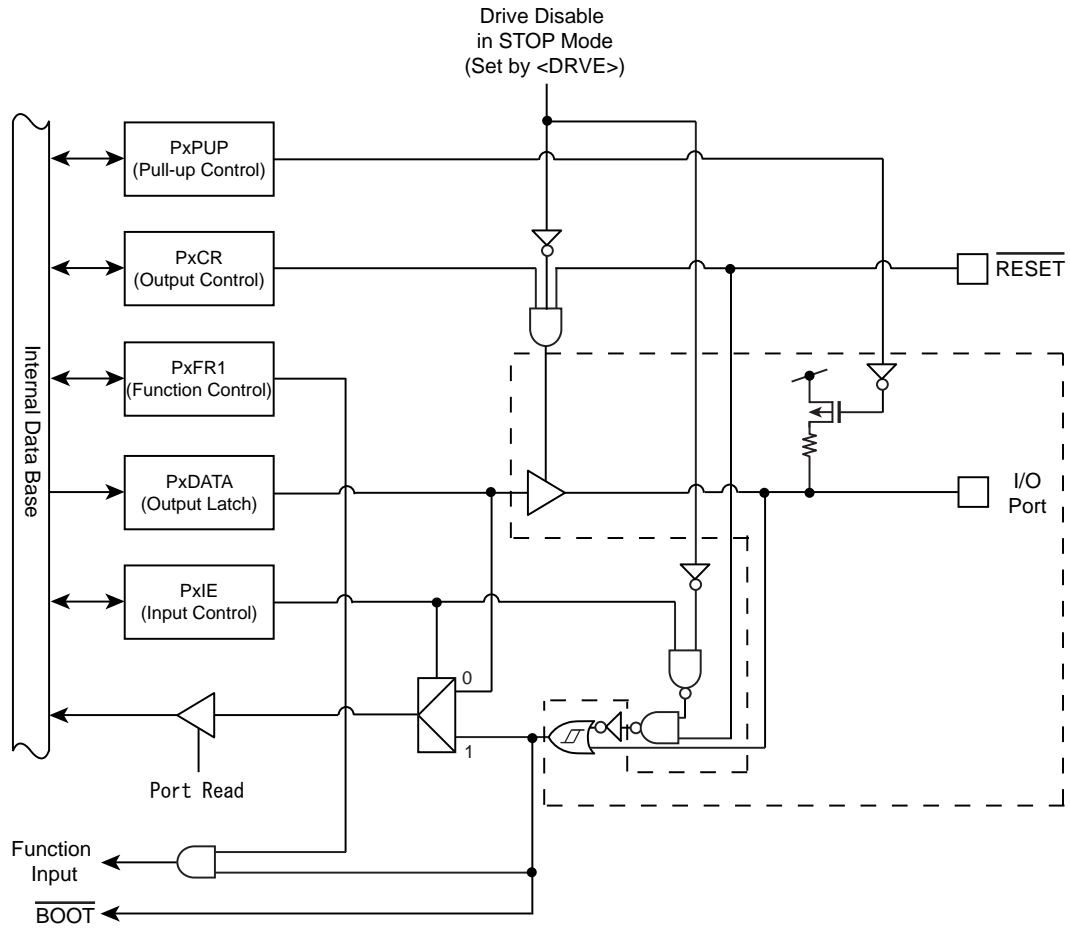 Drive Disable
in STOP Mode
(Set by <DRVE>)
PxPUP
(Pull-up Control)
PxCR
(Output Control)
RESET
PxFR1
(Function Control)
Internal Data Base
PxDATA
(Output Latch)
I/O
Port
PxIE
(Input Control)
0
1
Port Read
Function
Input
BOOT